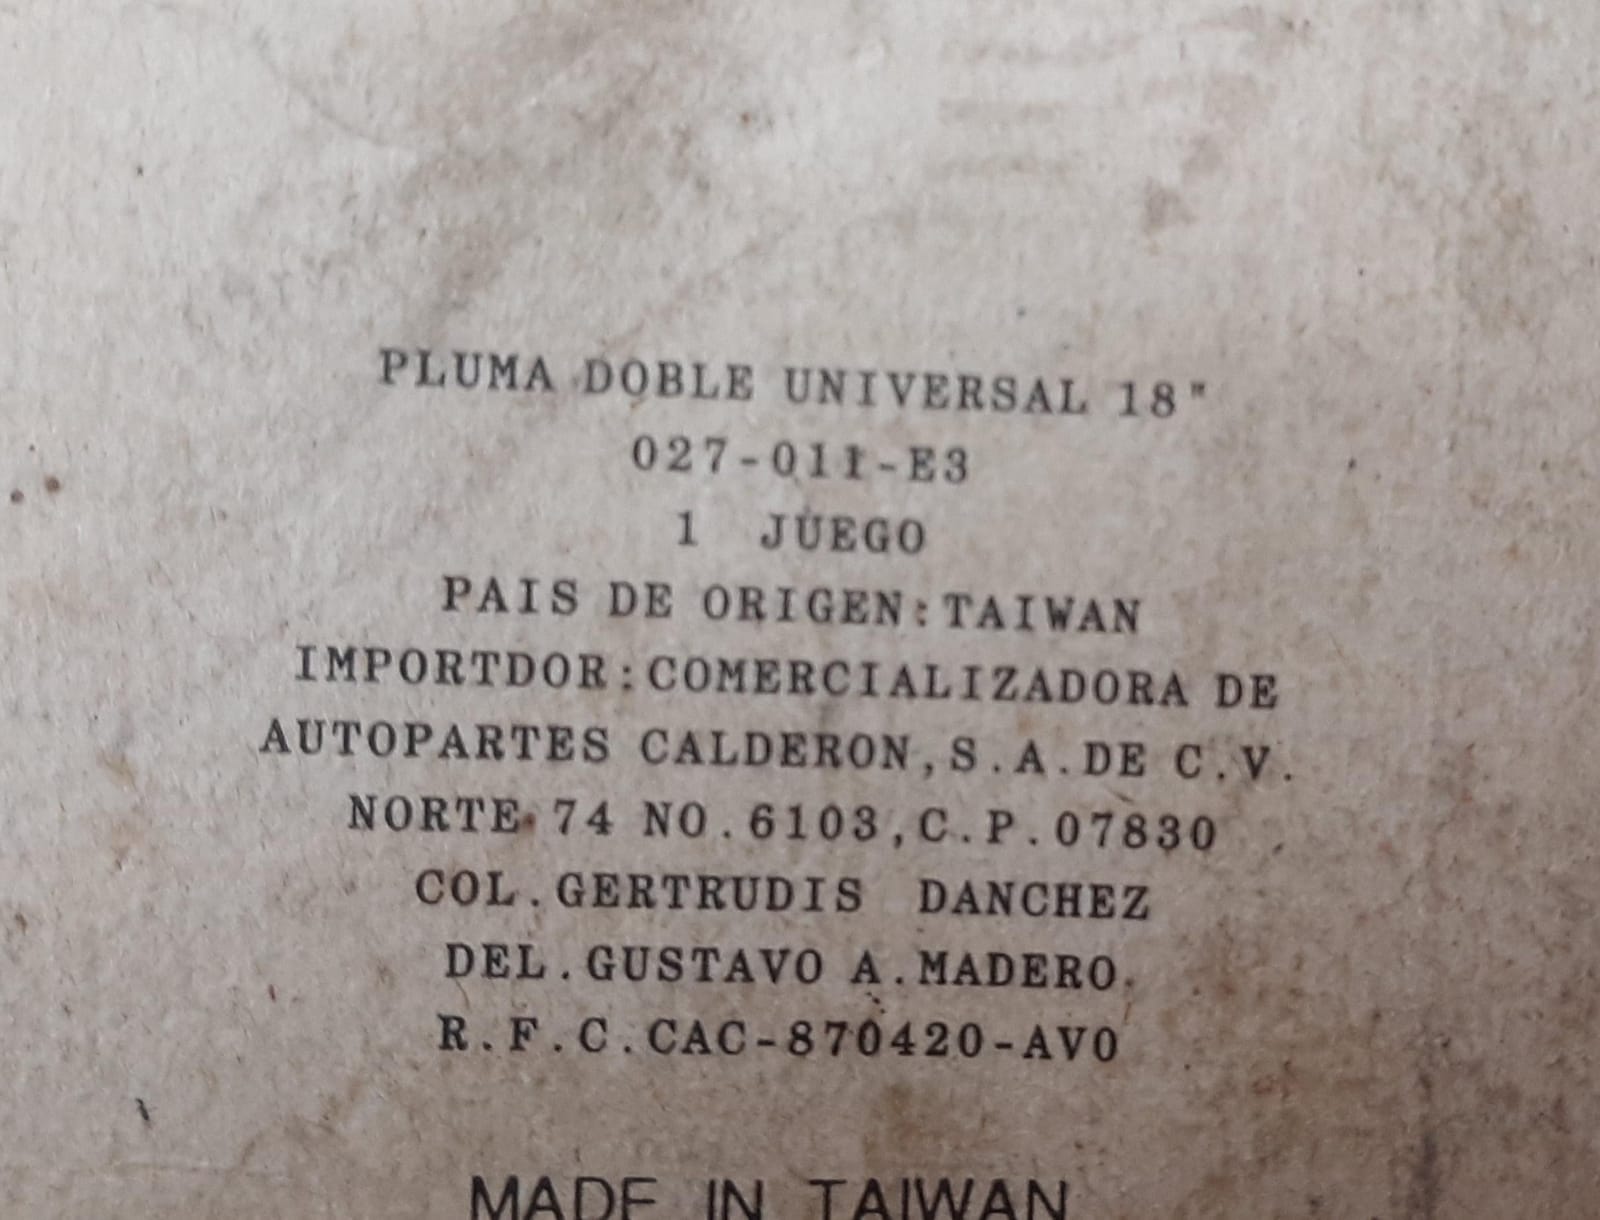 PLUMA DOBLE UNIVERSAL 18"
027-011-E3
1 JUEGO
PAIS DE ORIGEN:TAIWAN
IMPORTDOR:COMERCIALIZADORA DE
AUTOPARTES CALDERON,S.A.DE C.V.
NORTE 74 NO.6103,C.P.07830
COL.GERTRUDIS DANCHEZ
DEL.GUSTAVO A.MADERO
R.F.C.CAC-870420-AV0
MADE IN TAIWAN